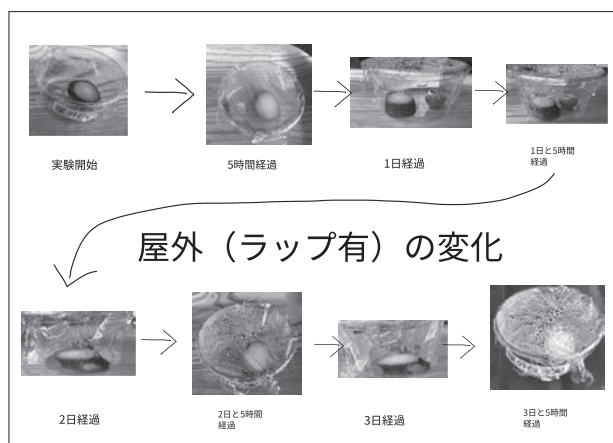 実験開始
5時間経過
1日経過
1日と5時間
経過
屋外（ラップ有）の変化
2日経過
2日と5時間
経過
3日経過
3日と5時間
経過